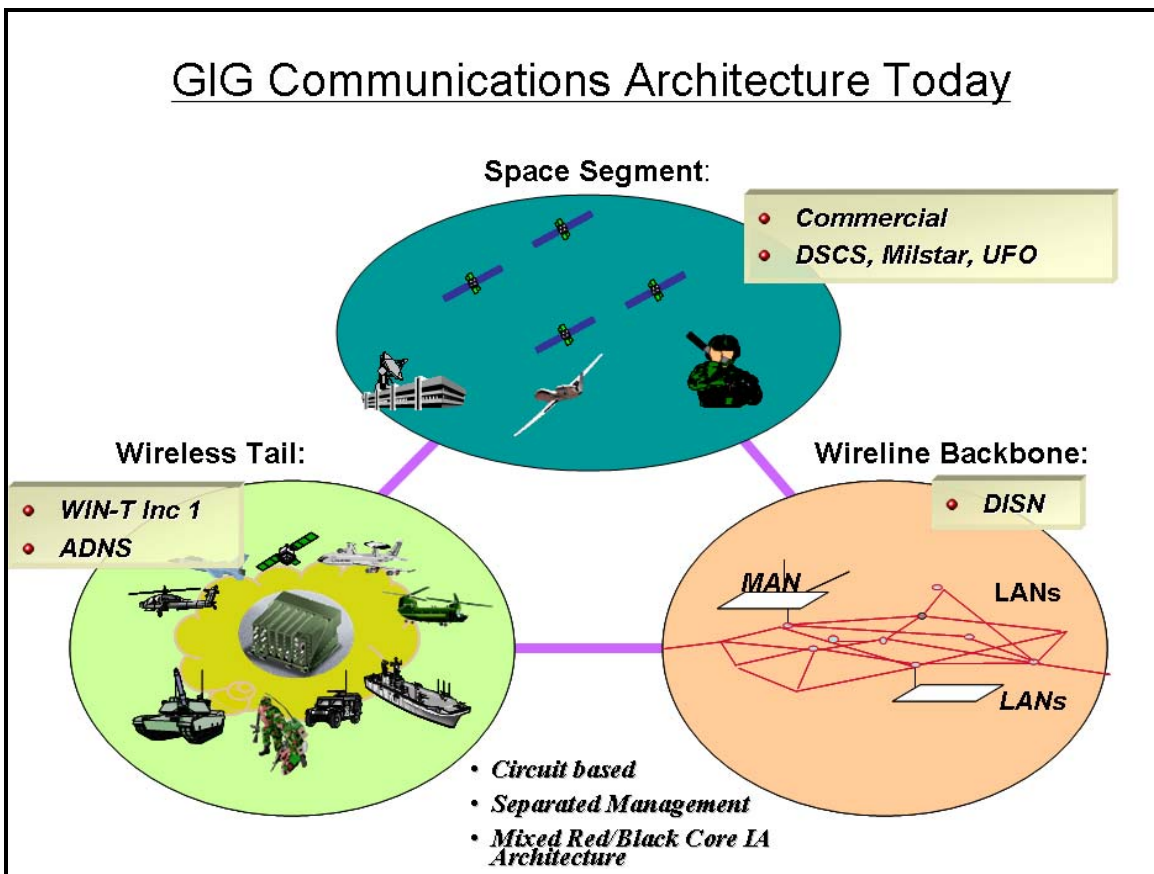 GIG Communications Architecture Today
Space Segment:
Commercial
DSCS, Milstar, UFO
Wireless Tail:
WIN-T Inc 1
ADNS
Wireline Backbone:
DISN
MAN
LANs
LANs
• Circuit based
• Separated Management
• Mixed Red/Black Core IA
Architecture